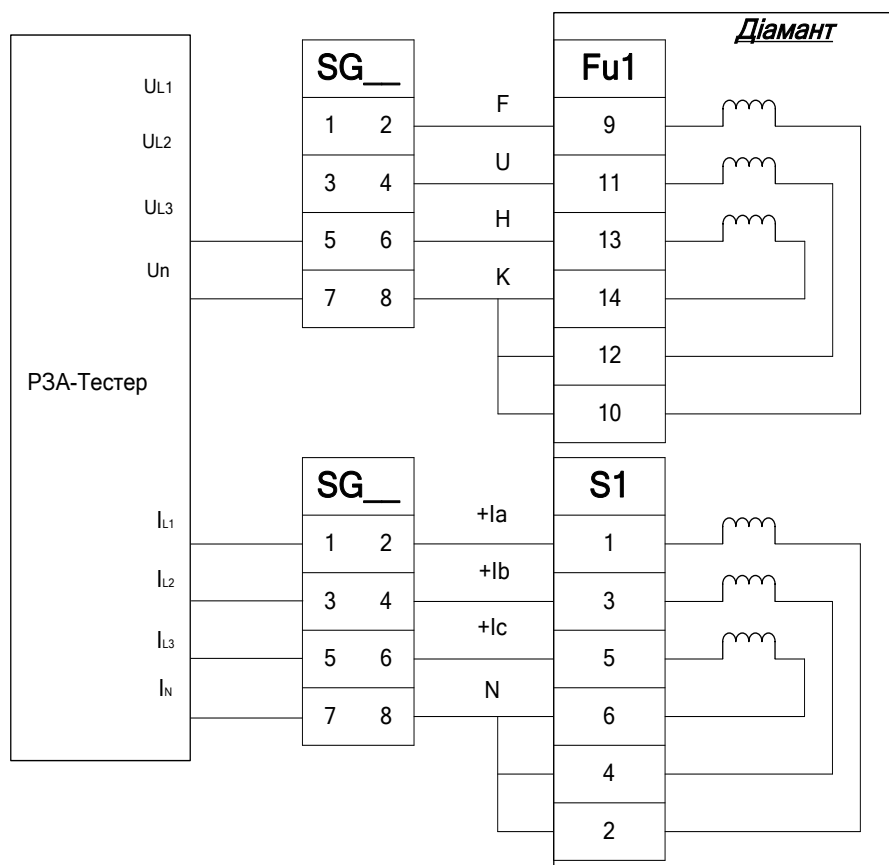 Діамант
SG__
Fu1
UL1
UL2
UL3
Un
1 2
3 4
5 6
7 8
F
U
H
K
9
11
13
14
12
10
РЗА-Тестер
SG__
S1
IL1
IL2
IL3
IN
1 2
3 4
5 6
7 8
+Ia
+Ib
+Ic
N
1
3
5
6
4
2